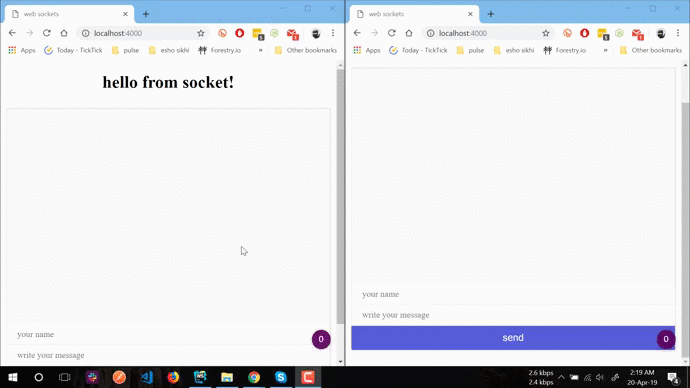 web sockets
localhost:4000
Apps
Today - TickTick
pulse
esho sikhi
Forestry.io
»
Other bookmarks
hello from socket!
your name
0
write your message
web sockets
localhost:4000
Apps
Today - TickTick
pulse
esho sikhi
Forestry.io
»
Other bookmarks
your name
write your message
send
0
2.6 kbps
2.4 kbps
2:19 AM
20-Apr-19